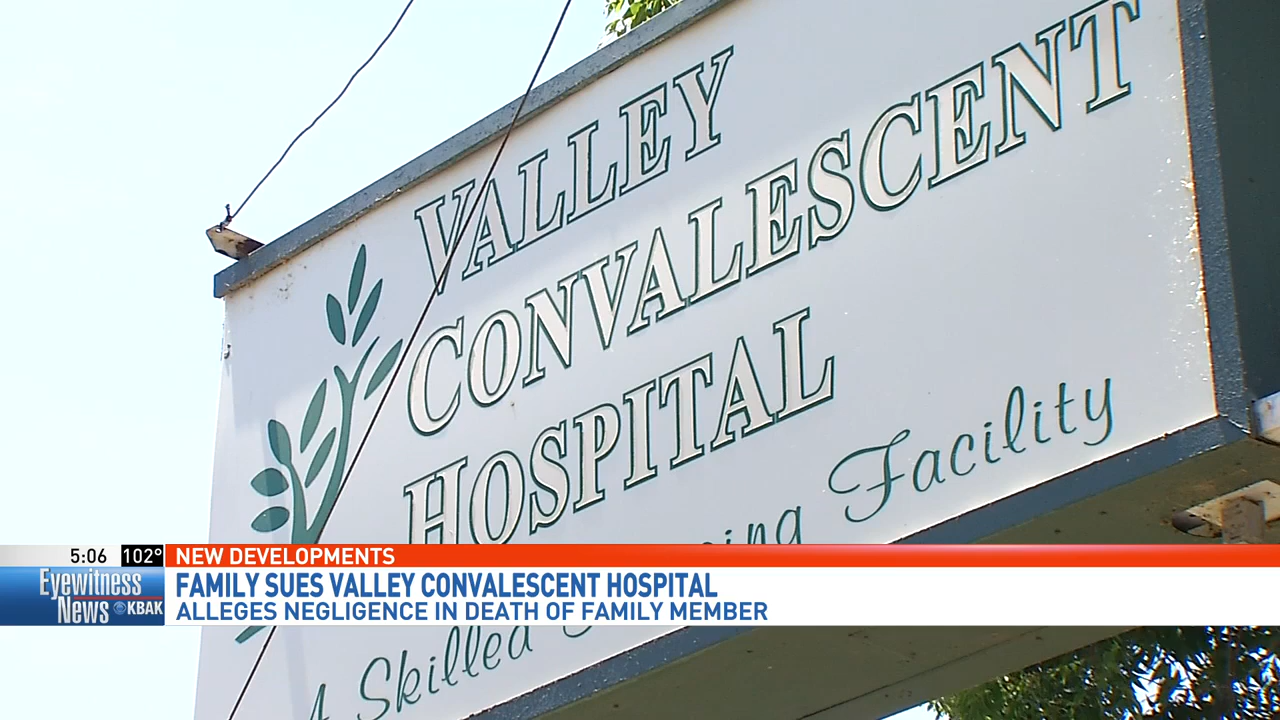 VALLEY
CONVALESCENT
HOSPITAL
A Skilled Facility
5:06 102° NEW DEVELOPMENTS
Eyewitness News KBAK
FAMILY SUES VALLEY CONVALESCENT HOSPITAL
ALLEGES NEGLIGENCE IN DEATH OF FAMILY MEMBER